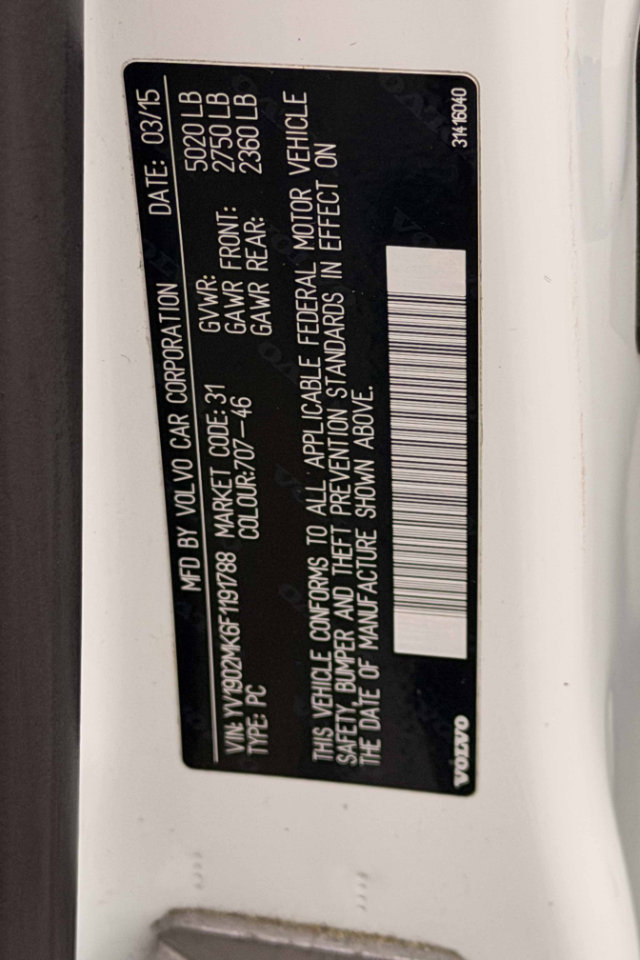 MFD BY VOLVO CAR CORPORATION DATE: 03/15
VIN: YV1902MK6F1191788 MARKET CODE: 31 GVWR: 5020 LB
TYPE: PC COLOUR:707-46 GAWR FRONT: 2750 LB
GAWR REAR: 2360 LB
THIS VEHICLE CONFORMS TO ALL APPLICABLE FEDERAL MOTOR VEHICLE
SAFETY, BUMPER AND THEFT PREVENTION STANDARDS IN EFFECT ON
THE DATE OF MANUFACTURE SHOWN ABOVE.
VOLVO 31416040